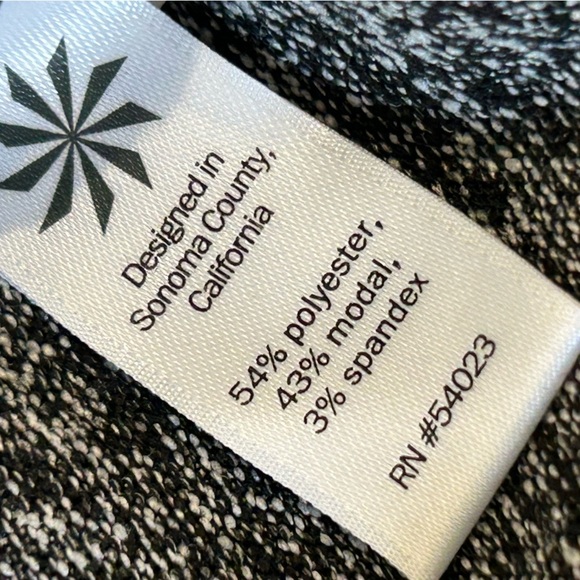 Designed in
Sonoma County,
California
54% polyester,
43% modal,
3% spandex
RN #54023